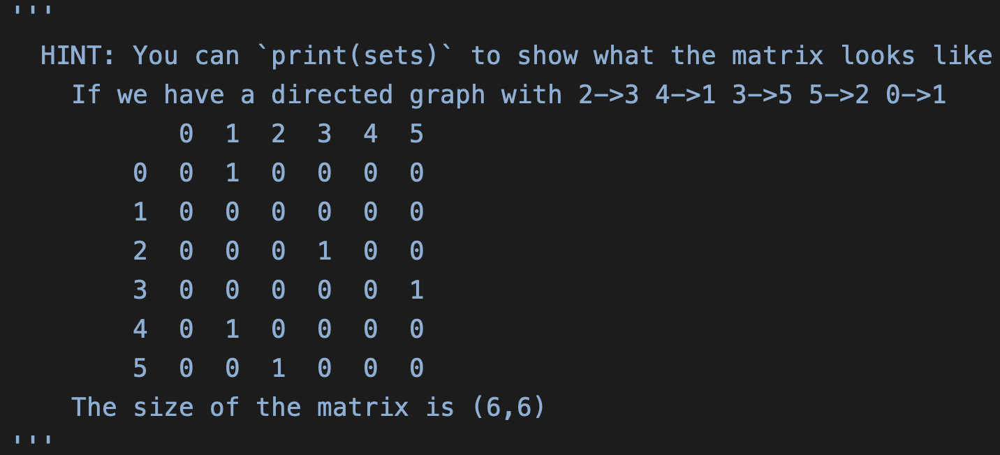 '''
HINT: You can `print(sets)` to show what the matrix looks like
If we have a directed graph with 2->3 4->1 3->5 5->2 0->1
0 1 2 3 4 5
0 0 1 0 0 0 0
1 0 0 0 0 0 0
2 0 0 0 1 0 0
3 0 0 0 0 0 1
4 0 1 0 0 0 0
5 0 0 1 0 0 0
The size of the matrix is (6,6)
'''